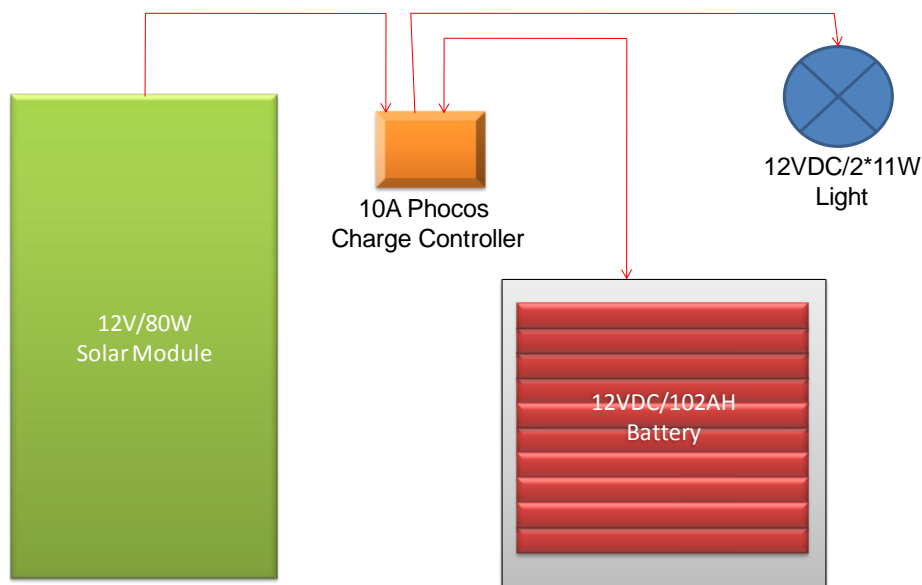 12VDC/2*11W
Light
10A Phocos
Charge Controller
12V/80W
Solar Module
12VDC/102AH
Battery